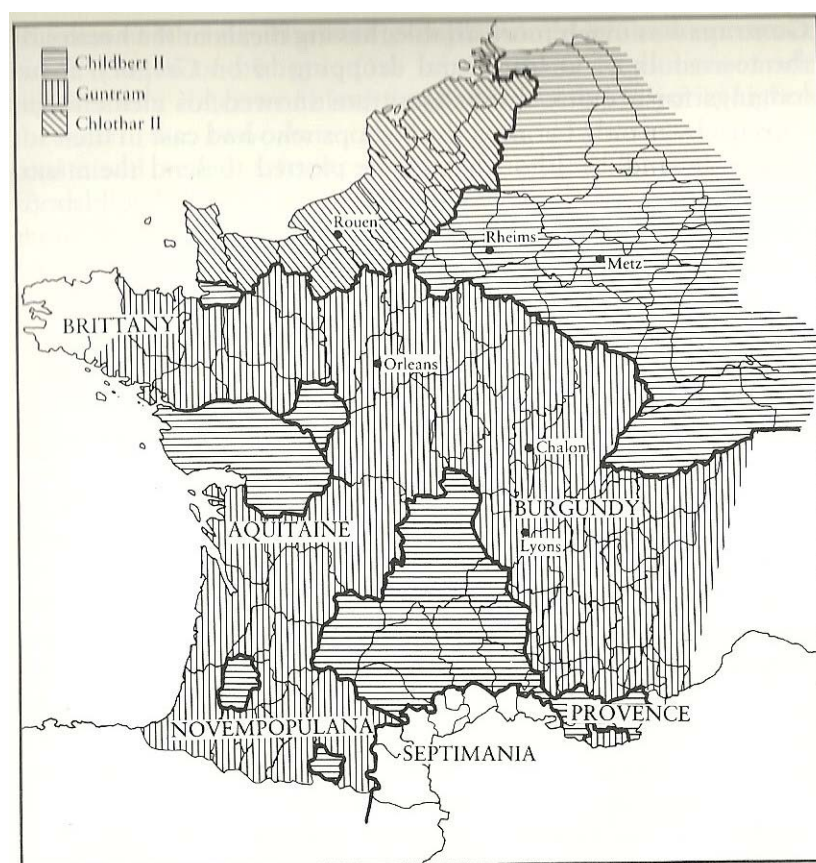 Childbert II
Guntram
Chlothar II
Rouen
Rheims
Metz
BRITTANY
Orleans
Chalon
AQUITAINE
BURGUNDY
Lyons
NOVEMPOPULANA
PROVENCE
SEPTIMANIA